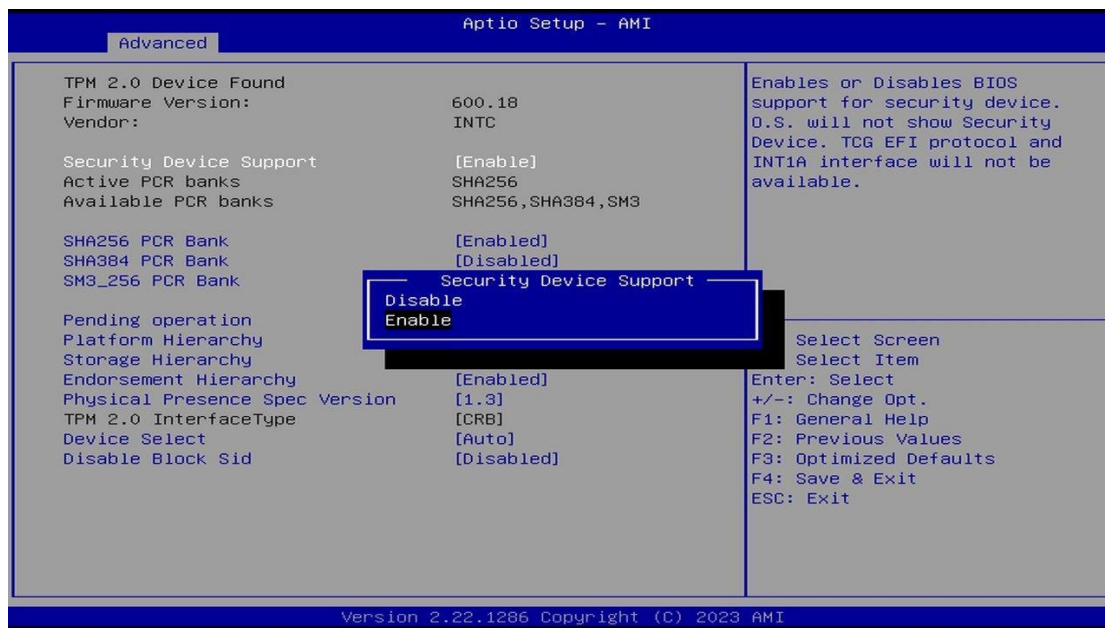 Aptio Setup – AMI
Advanced
TPM 2.0 Device Found
Firmware Version: 600.18
Vendor: INTC
Security Device Support [Enable]
Active PCR banks SHA256
Available PCR banks SHA256,SHA384,SM3
SHA256 PCR Bank [Enabled]
SHA384 PCR Bank [Disabled]
SM3_256 PCR Bank
Pending operation
Platform Hierarchy
Storage Hierarchy
Endorsement Hierarchy [Enabled]
Physical Presence Spec Version [1.3]
TPM 2.0 InterfaceType [CRB]
Device Select [Auto]
Disable Block Sid [Disabled]
Security Device Support
Disable
Enable
Enables or Disables BIOS
support for security device.
O.S. will not show Security
Device. TCG EFI protocol and
INT1A interface will not be
available.
Select Screen
Select Item
Enter: Select
+/-: Change Opt.
F1: General Help
F2: Previous Values
F3: Optimized Defaults
F4: Save & Exit
ESC: Exit
Version 2.22.1286 Copyright (C) 2023 AMI